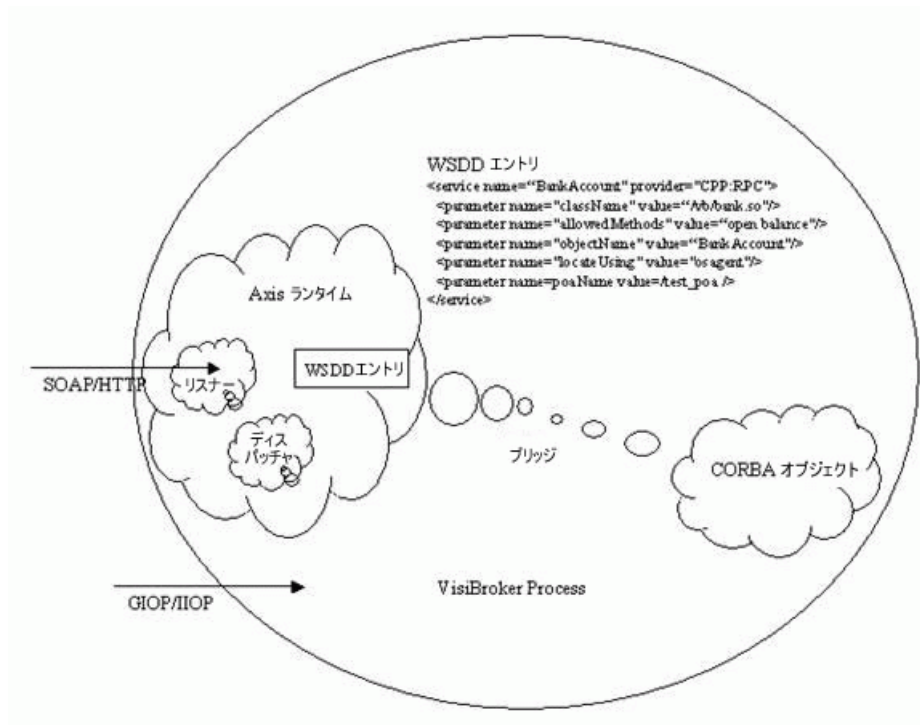 WSDD エントリ
<service name="BankAccount" provider="CPP:RPC">
<parameter name="className" value="/vb/bank.so"/>
<parameter name="allowedMethods" value="open balance"/>
<parameter name="objectName" value="BankAccount"/>
<parameter name="locateUsing" value="osagent"/>
<parameter name=poaName value=/test_poa />
</service>
Axis ランタイム
WSDDエントリ
SOAP/HTTP
リスナー
ディス
パッチャ
ブリッジ
CORBA オブジェクト
VisiBroker Process
GIOP/IIOP